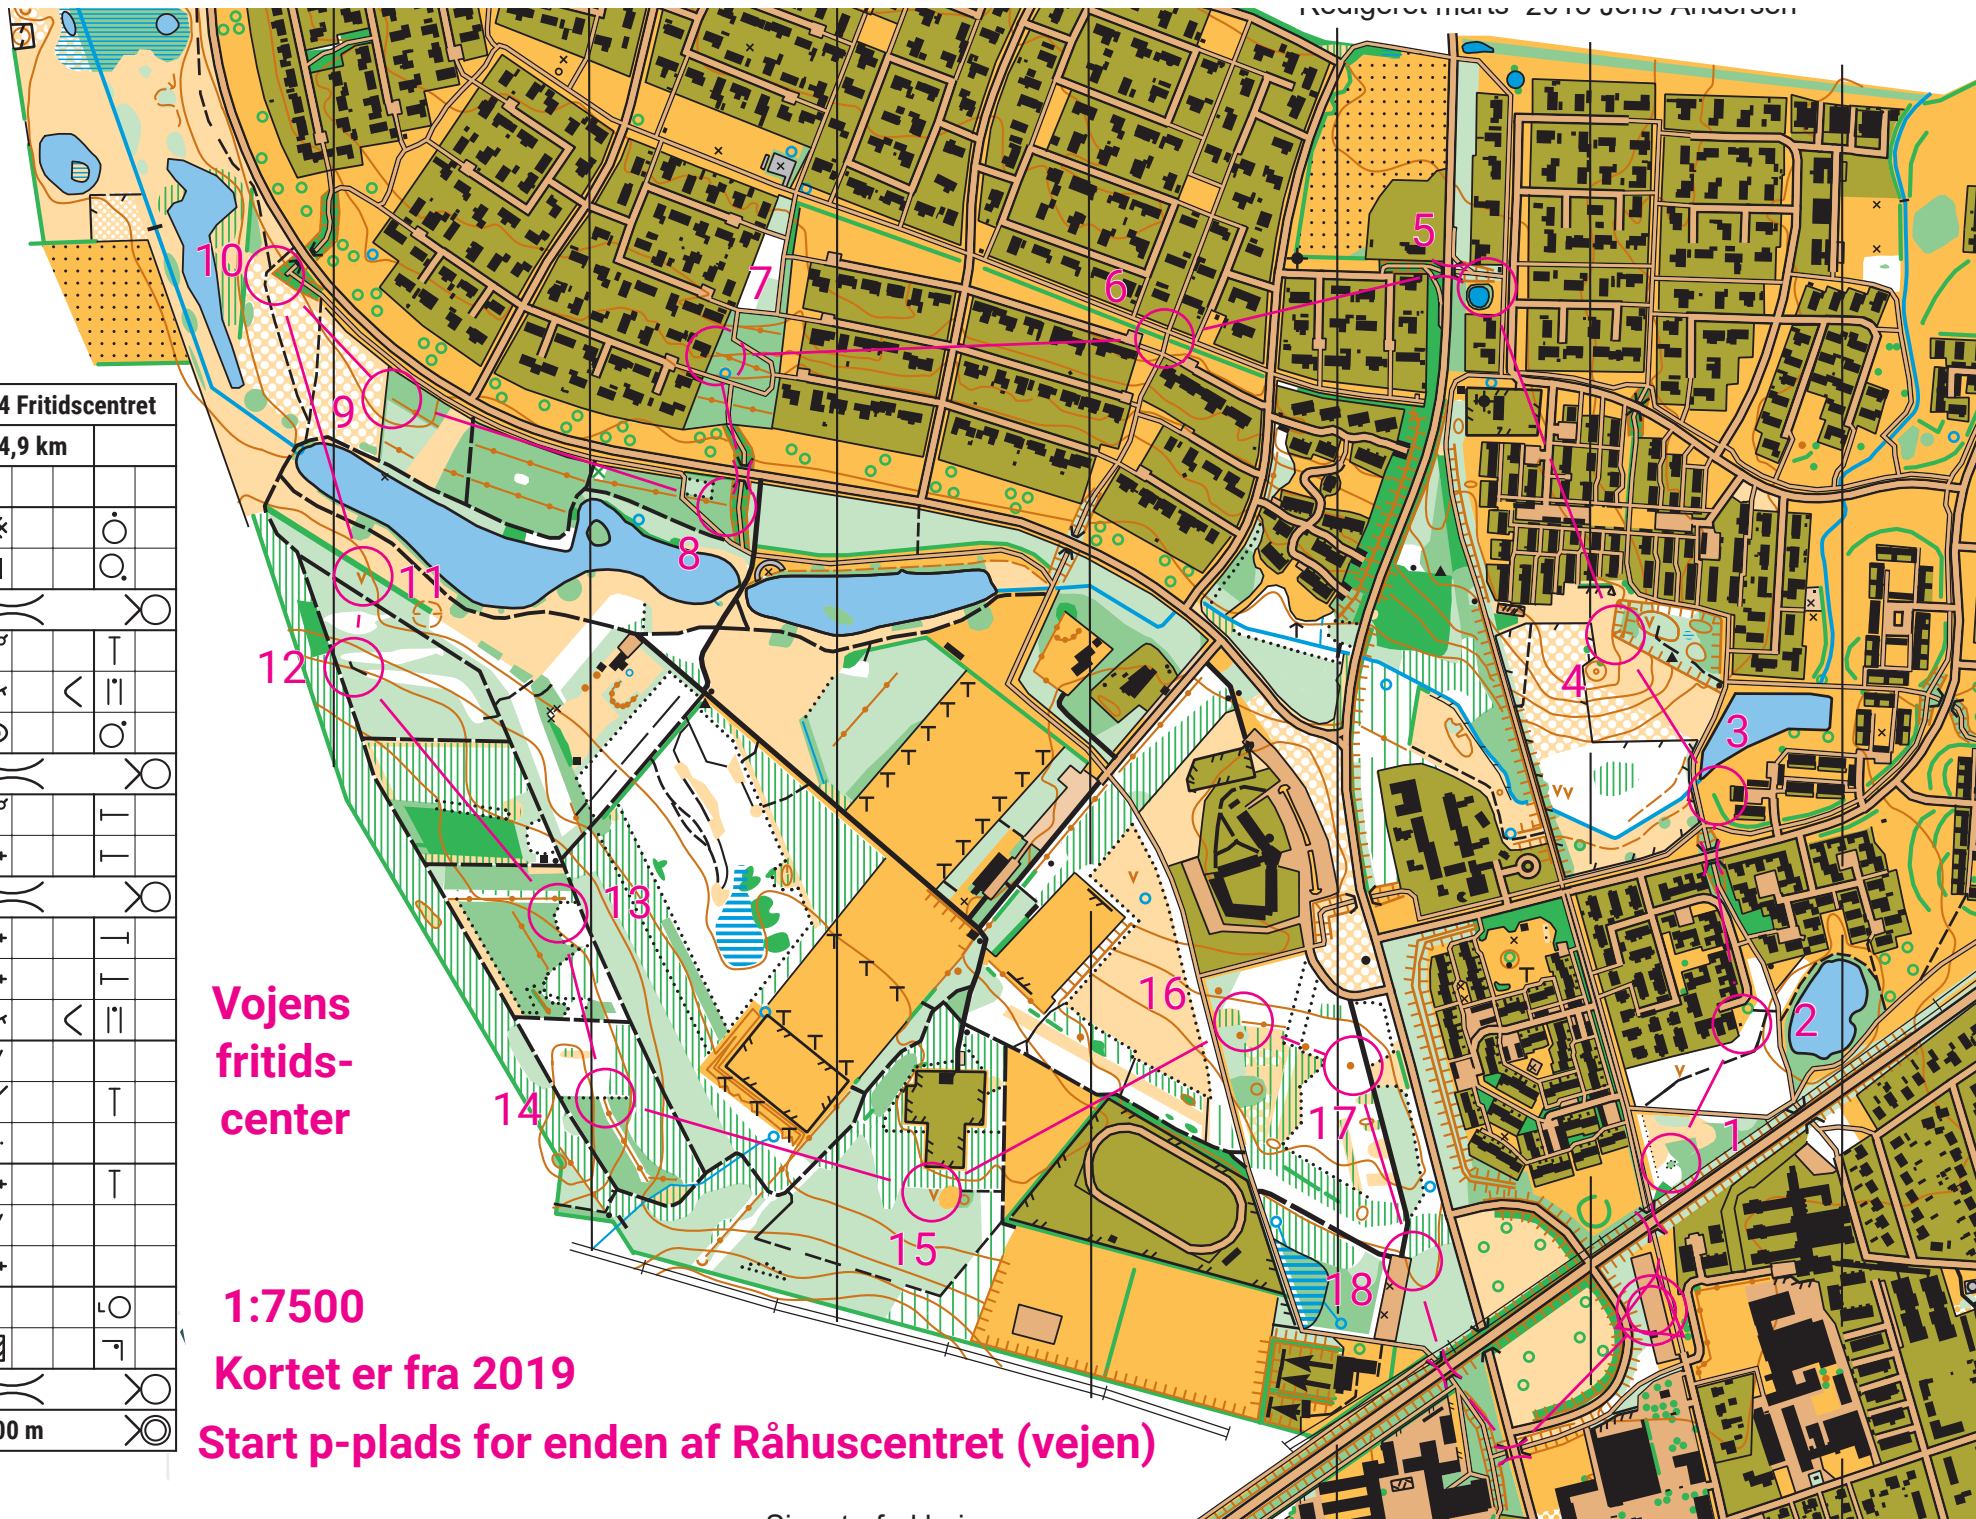 4 Fritidscentret
4,9 km
00 m
10
7
6
5
9
8
11
12
4
3
13
16
2
14
17
1
15
18
Vojens
fritids-
center
1:7500
Kortet er fra 2019
Start p-plads for enden af Råhuscentret (vejen)